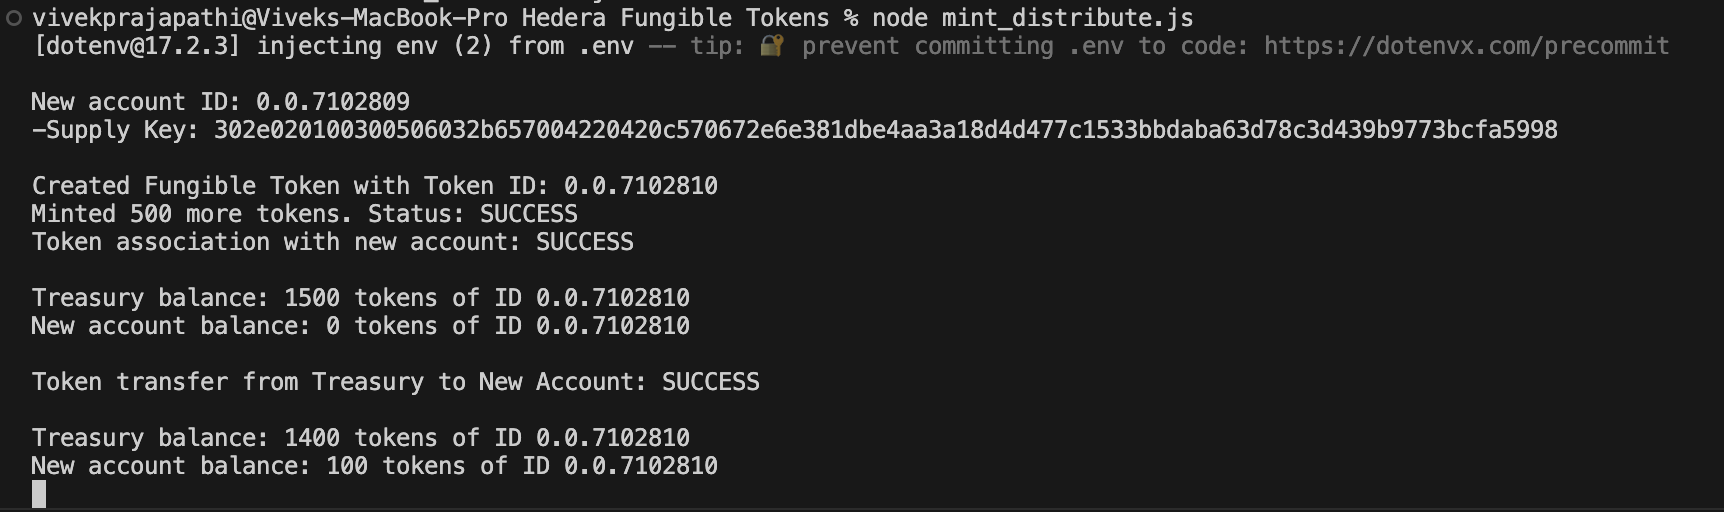 vivekprajapathi@Viveks-MacBook-Pro Hedera Fungible Tokens % node mint_distribute.js
[dotenv@17.2.3] injecting env (2) from .env -- tip: 🔐 prevent committing .env to code: https://dotenvx.com/precommit
New account ID: 0.0.7102809
-Supply Key: 302e020100300506032b657004220420c570672e6e381dbe4aa3a18d4d477c1533bbdaba63d78c3d439b9773bcfa5998
Created Fungible Token with Token ID: 0.0.7102810
Minted 500 more tokens. Status: SUCCESS
Token association with new account: SUCCESS
Treasury balance: 1500 tokens of ID 0.0.7102810
New account balance: 0 tokens of ID 0.0.7102810
Token transfer from Treasury to New Account: SUCCESS
Treasury balance: 1400 tokens of ID 0.0.7102810
New account balance: 100 tokens of ID 0.0.7102810